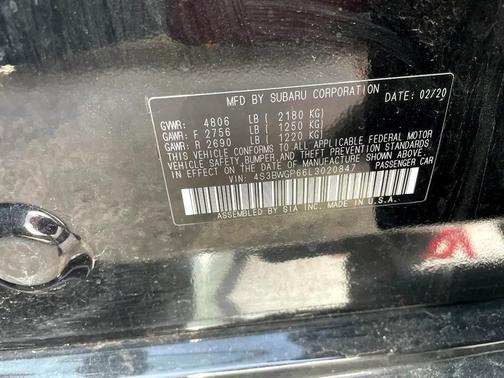 MFD BY SUBARU CORPORATION DATE: 02/20
GVWR: 4806 LB ( 2180 KG)
GAWR: F 2756 LB ( 1250 KG)
GAWR: R 2690 LB ( 1220 KG)
THIS VEHICLE CONFORMS TO ALL APPLICABLE FEDERAL MOTOR
VEHICLE SAFETY, BUMPER, AND THEFT PREVENTION STANDARDS
IN EFFECT ON THE DATE OF MANUFACTURE SHOWN ABOVE.
VIN: 4S3BWGP66L3020847 PASSENGER CAR
ASSEMBLED BY SIA INC. MADE IN U.S.A.